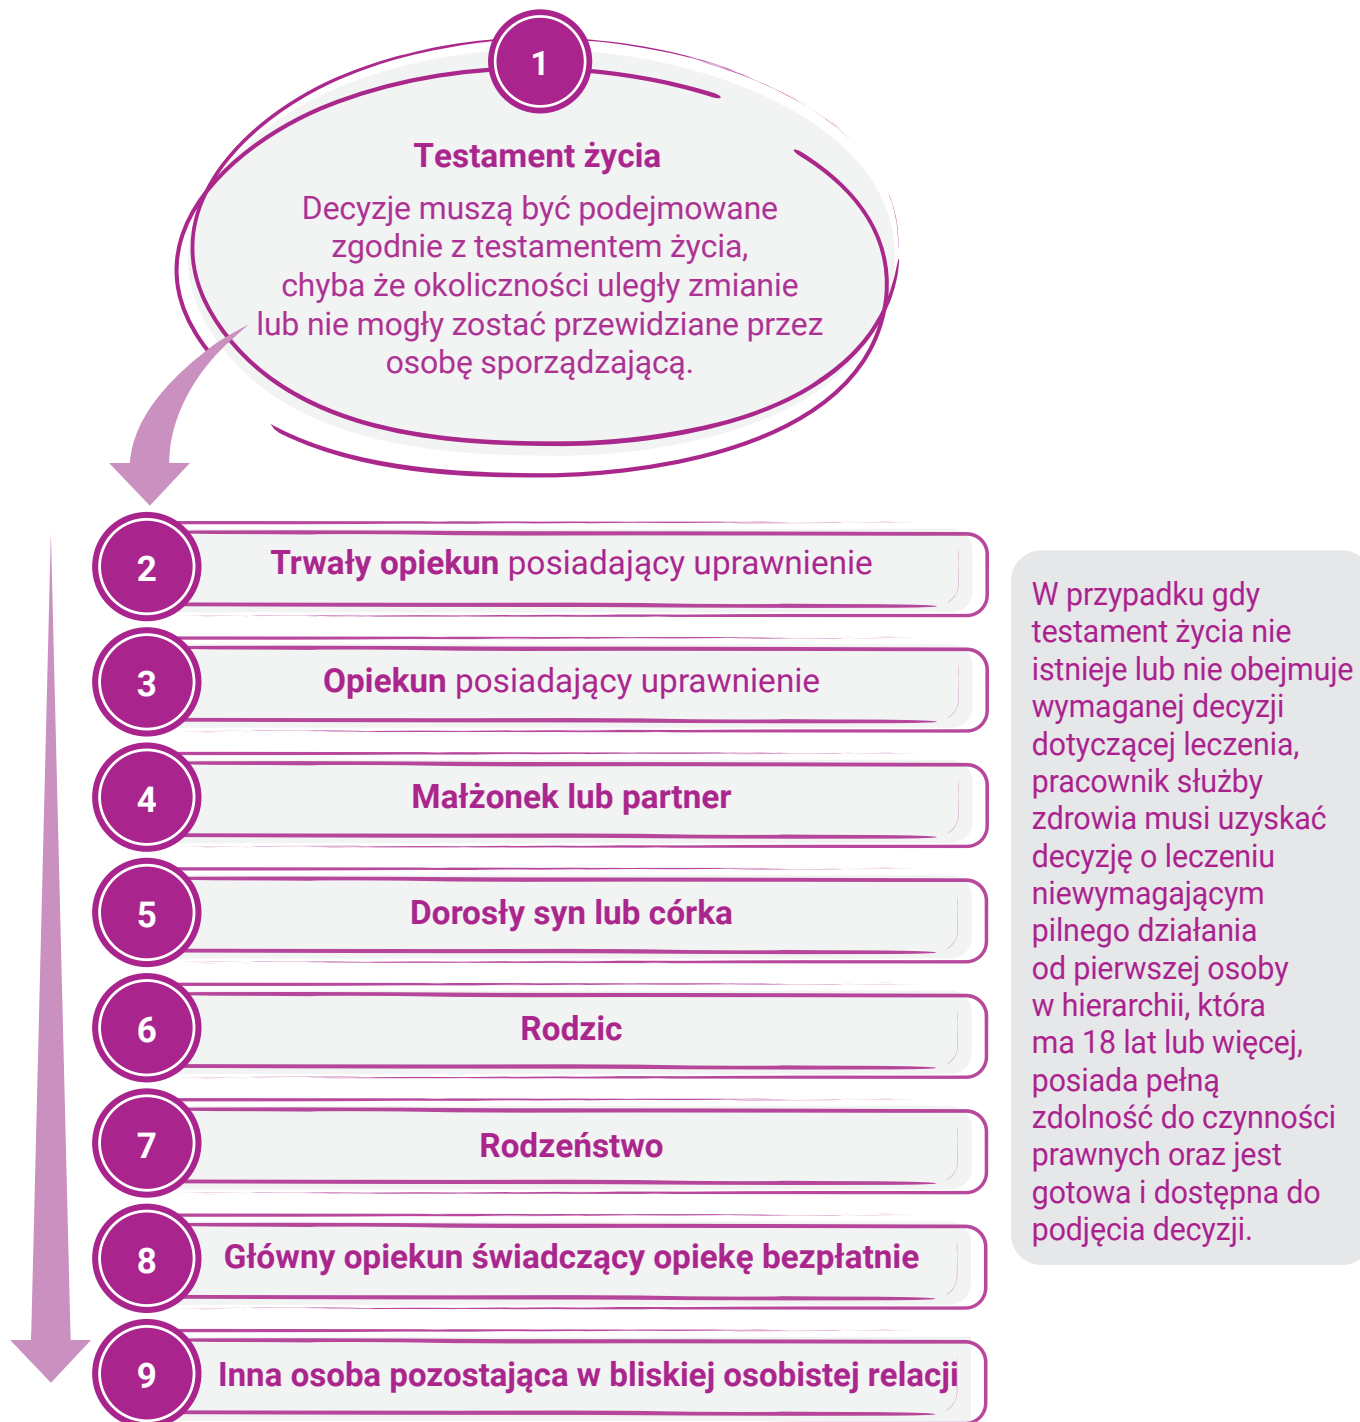 1
Testament życia
Decyzje muszą być podejmowane
zgodnie z testamentem życia,
chyba że okoliczności uległy zmianie
lub nie mogły zostać przewidziane przez
osobę sporządzającą.
2
Trwały opiekun posiadający uprawnienie
3
Opiekun posiadający uprawnienie
4
Małżonek lub partner
5
Dorosły syn lub córka
6
Rodzic
7
Rodzeństwo
8
Główny opiekun świadczący opiekę bezpłatnie
9
Inna osoba pozostająca w bliskiej osobistej relacji
W przypadku gdy
testament życia nie
istnieje lub nie obejmuje
wymaganej decyzji
dotyczącej leczenia,
pracownik służby
zdrowia musi uzyskać
decyzję o leczeniu
niewymagającym
pilnego działania
od pierwszej osoby
w hierarchii, która
ma 18 lat lub więcej,
posiada pełną
zdolność do czynności
prawnych oraz jest
gotowa i dostępna do
podjęcia decyzji.